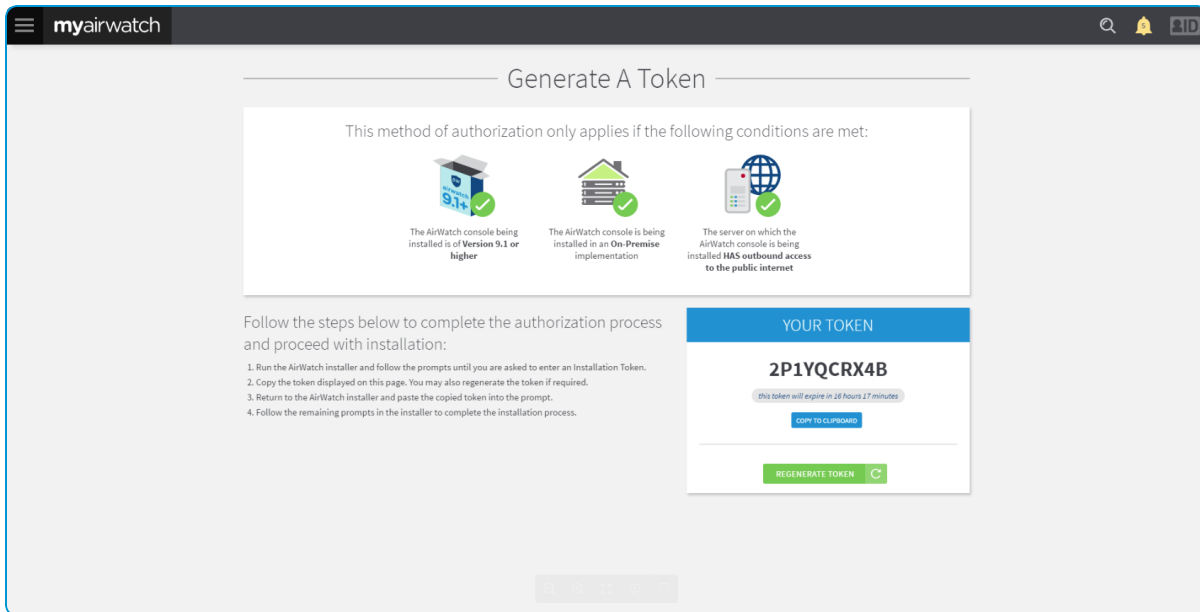 myairwatch
5
ID
Generate A Token
This method of authorization only applies if the following conditions are met:
airwatch
9.1+
The AirWatch console being
installed is of Version 9.1 or
higher
The AirWatch console is being
installed in an On-Premise
implementation
The server on which the
AirWatch console is being
installed HAS outbound access
to the public internet
Follow the steps below to complete the authorization process
and proceed with installation:
1. Run the AirWatch installer and follow the prompts until you are asked to enter an Installation Token.
2. Copy the token displayed on this page. You may also regenerate the token if required.
3. Return to the AirWatch installer and paste the copied token into the prompt.
4. Follow the remaining prompts in the installer to complete the installation process.
YOUR TOKEN
2P1YQCRX4B
this token will expire in 16 hours 17 minutes
COPY TO CLIPBOARD
REGENERATE TOKEN